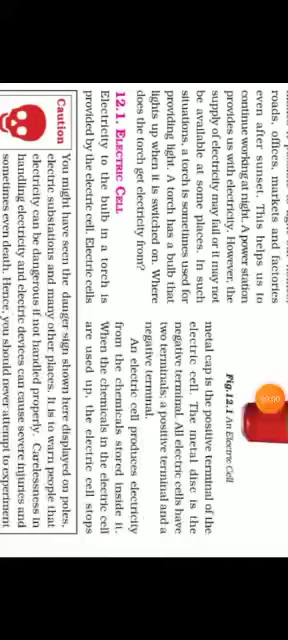 roads, offices, markets and factories
even after sunset. This helps us to
continue working at night. A power station
provides us with electricity. However, the
supply of electricity may fail or it may not
be available at some places. In such
situations, a torch is sometimes used for
providing light. A torch has a bulb that
lights up when it is switched on. Where
does the torch get electricity from?
12.1. ELECTRIC CELL
Electricity to the bulb in a torch is
provided by the electric cell. Electric cells
Fig.12.1 An Electric Cell
metal cap is the positive terminal of the
electric cell. The metal disc is the
negative terminal. All electric cells have
two terminals; a positive terminal and a
negative terminal.
An electric cell produces electricity
from the chemicals stored inside it.
When the chemicals in the electric cell
are used up, the electric cell stops
Caution
You might have seen the danger sign shown here displayed on poles,
electric substations and many other places. It is to warn people that
electricity can be dangerous if not handled properly. Carelessness in
handling electricity and electric devices can cause severe injuries and
sometimes even death. Hence, you should never attempt to experiment